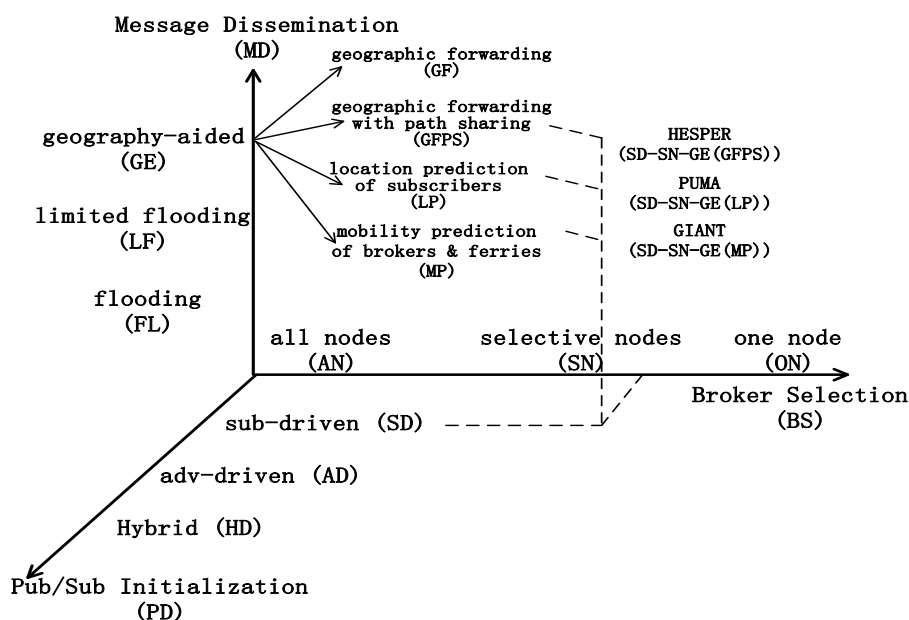 Message Dissemination
(MD)
geographic forwarding
(GF)
geographic forwarding
with path sharing
(GFPS)
geography-aided
(GE)
HESPER
(SD-SN-GE(GFPS))
location prediction
of subscribers
(LP)
PUMA
(SD-SN-GE(LP))
limited flooding
(LF)
mobility prediction
of brokers & ferries
(MP)
GIANT
(SD-SN-GE(MP))
flooding
(FL)
all nodes
(AN)
selective nodes
(SN)
one node
(ON)
Broker Selection
(BS)
sub-driven (SD)
adv-driven (AD)
Hybrid (HD)
Pub/Sub Initialization
(PD)